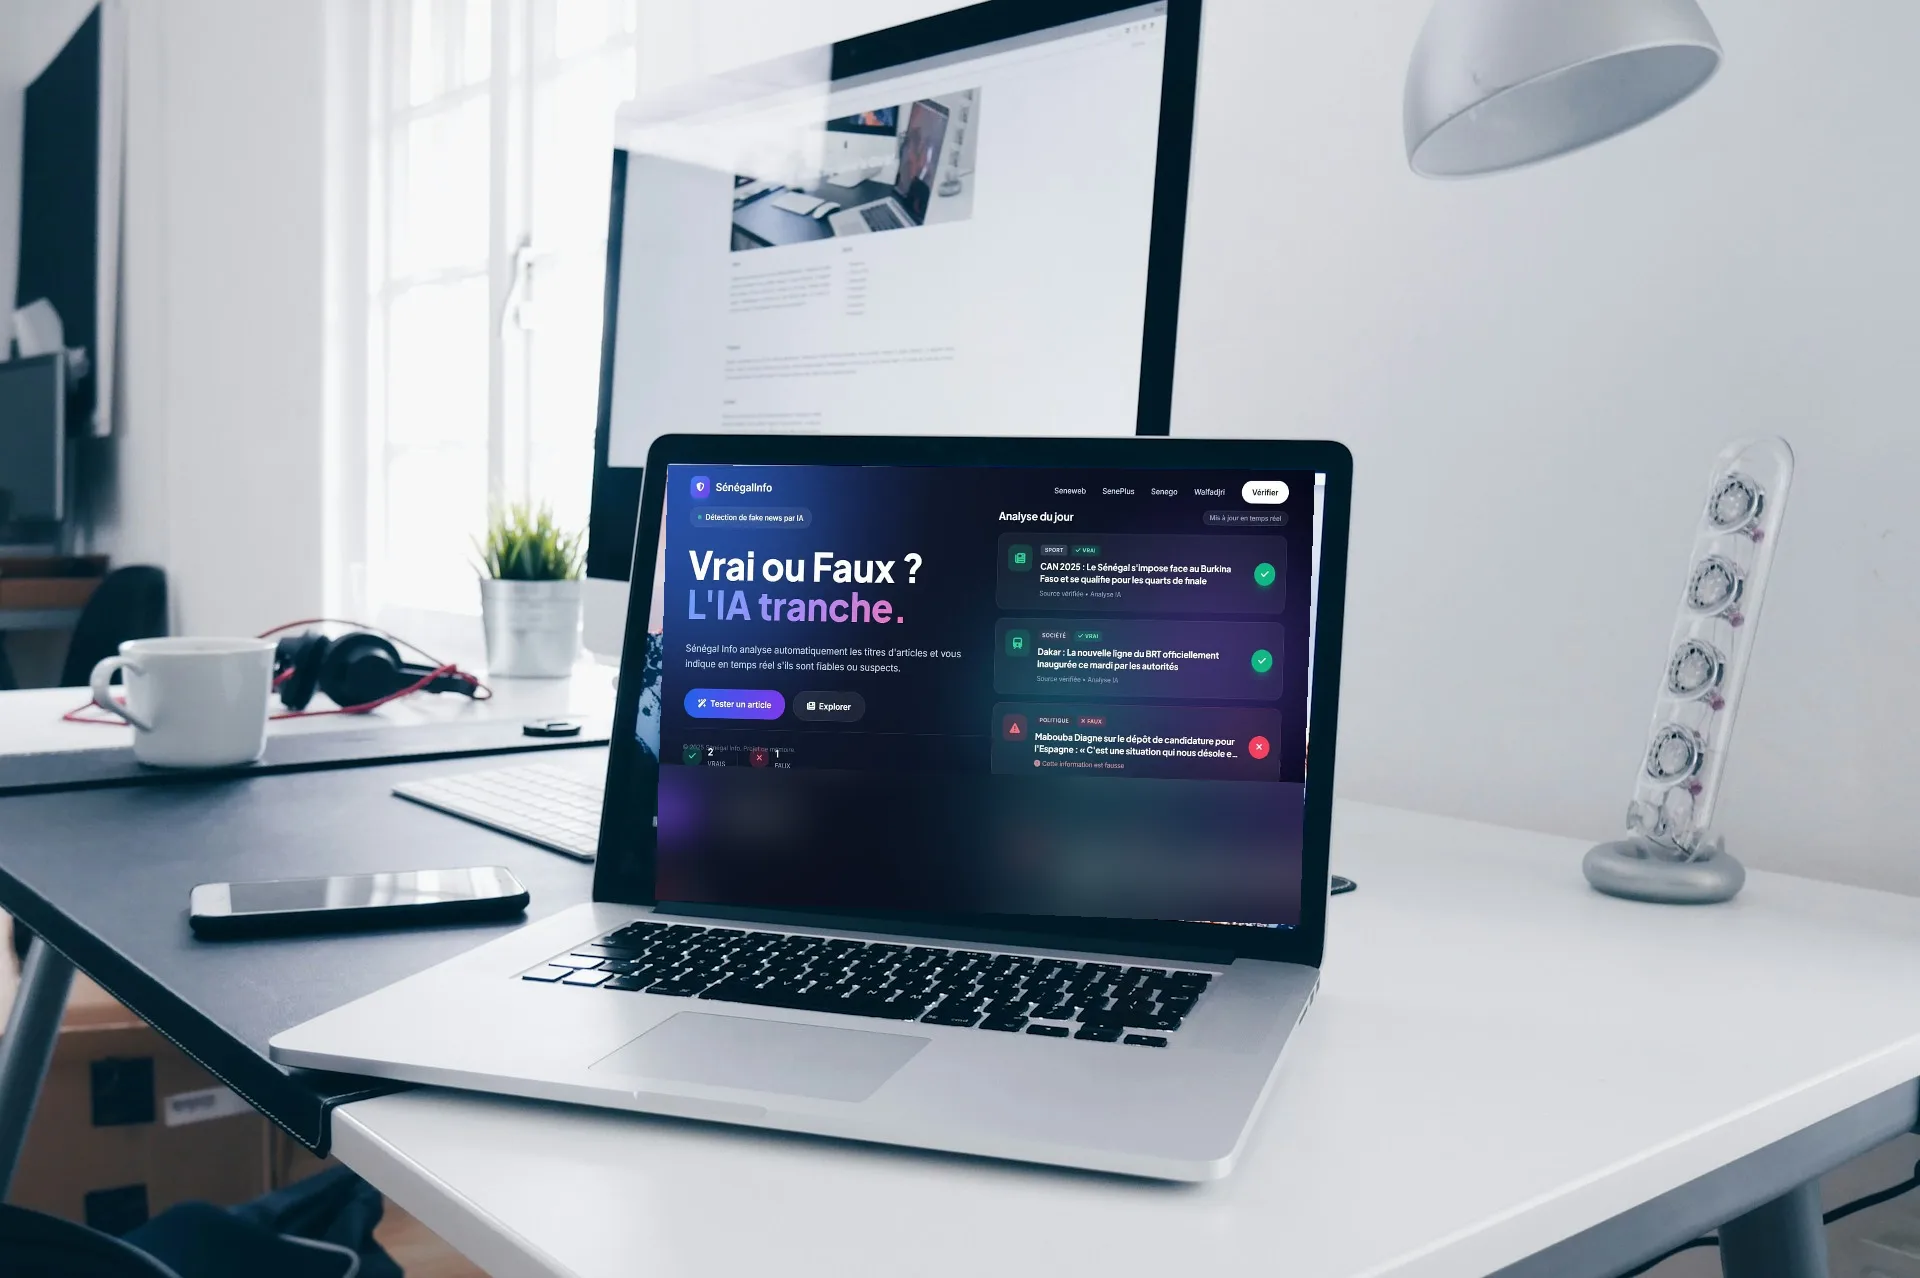 SénégalInfo
Seneweb
SenePlus
Senego
Walfadjri
Vérifier
Détection de fake news par IA
Vrai ou Faux ?
L'IA tranche.
Sénégal Info analyse automatiquement les titres d'articles et vous
indique en temps réel s'ils sont fiables ou suspects.
Tester un article
Explorer
© 2025 Sénégal Info. Projet de mémoire
2
VRAIS
1
FAUX
Analyse du jour
Mis à jour en temps réel
SPORT
VRAI
CAN 2025 : Le Sénégal s'impose face au Burkina
Faso et se qualifie pour les quarts de finale
Source vérifiée • Analyse IA
SOCIÉTÉ
VRAI
Dakar : La nouvelle ligne du BRT officiellement
inaugurée ce mardi par les autorités
Source vérifiée • Analyse IA
POLITIQUE
FAUX
Mabouba Diagne sur le dépôt de candidature pour
l'Espagne : « C'est une situation qui nous désole e...
Cette information est fausse